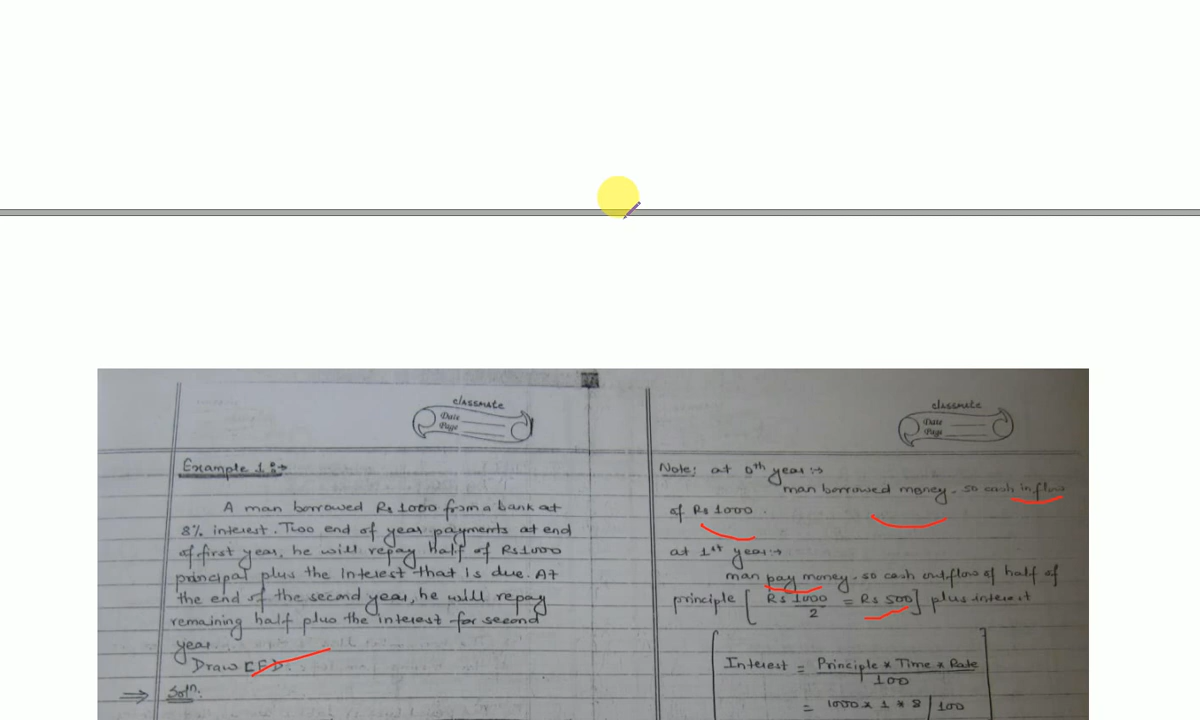 classmate
Date
Page
Example 1:→
A man borrowed Rs 1000 from a bank at
8% interest. Two end of year payments at end
of first year, he will repay half of Rs 1000
principal plus the interest that is due. At
the end of the second year, he will repay
remaining half plus the interest for second
year.
Draw CFD.
⇒ Soln:
classmate
Date
Page
Note: at 0th year :→
man borrowed money. so cash inflow
of Rs 1000.
at 1st year :→
man pay money. so cash outflow of half of
principle [ Rs 1000/2 = Rs 500 ] plus interest
Interest = Principle × Time × Rate / 100
= 1000 × 1 × 8 / 100